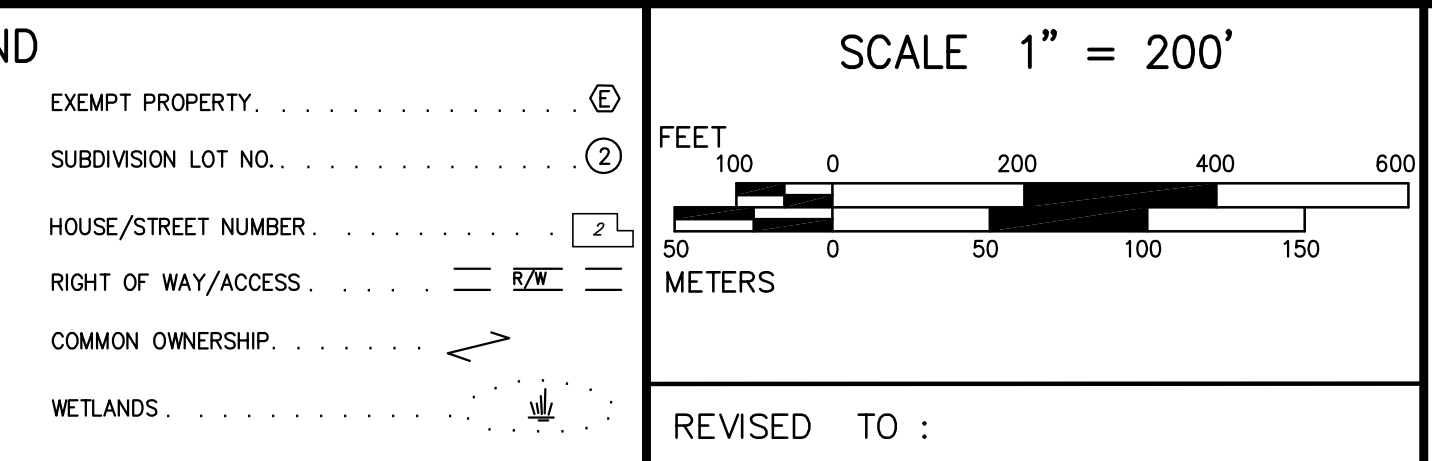 ND
EXEMPT PROPERTY. . . . . . . . . . . . . . E
SUBDIVISION LOT NO.. . . . . . . . . . . . . 2
HOUSE/STREET NUMBER . . . . . . . . . . 2
RIGHT OF WAY/ACCESS . . . . . R/W
COMMON OWNERSHIP. . . . . . .
WETLANDS . . . . . . . . . . . . .
SCALE 1" = 200'
FEET
100 0 200 400 600
50 0 50 100 150
METERS
REVISED TO :